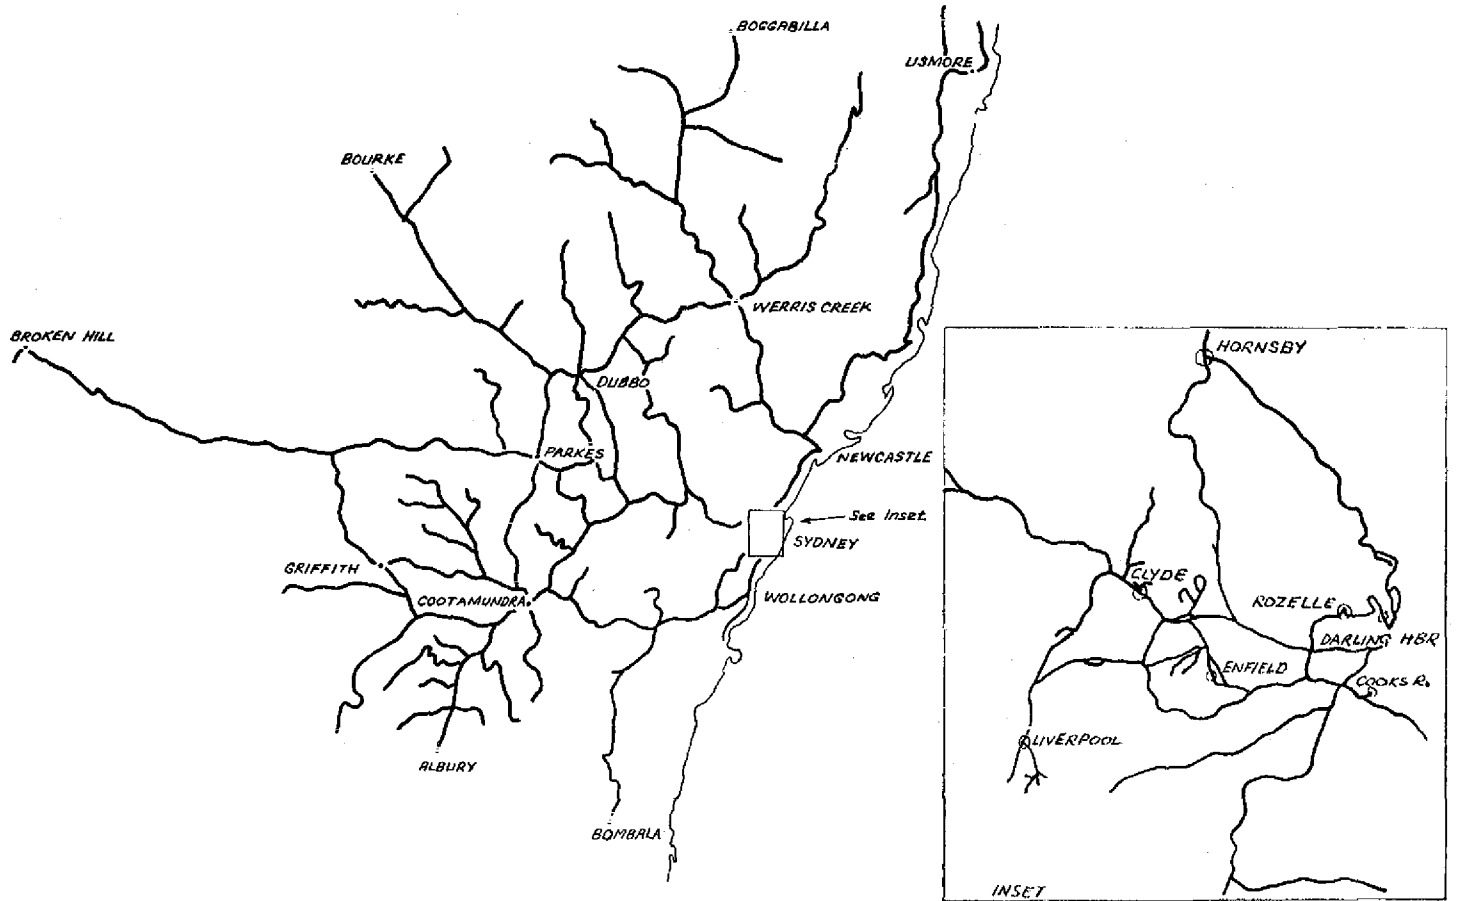 BOGGABILLA
LISMORE
BOURKE
WERRIS CREEK
BROKEN HILL
DUBBO
PARKES
NEWCASTLE
See Inset
SYDNEY
GRIFFITH
COOTAMUNDRA
WOLLONGONG
ALBURY
BOMBALA
HORNSBY
CLYDE
ROZELLE
DARLING HBR
ENFIELD
COOKS R.
LIVERPOOL
INSET